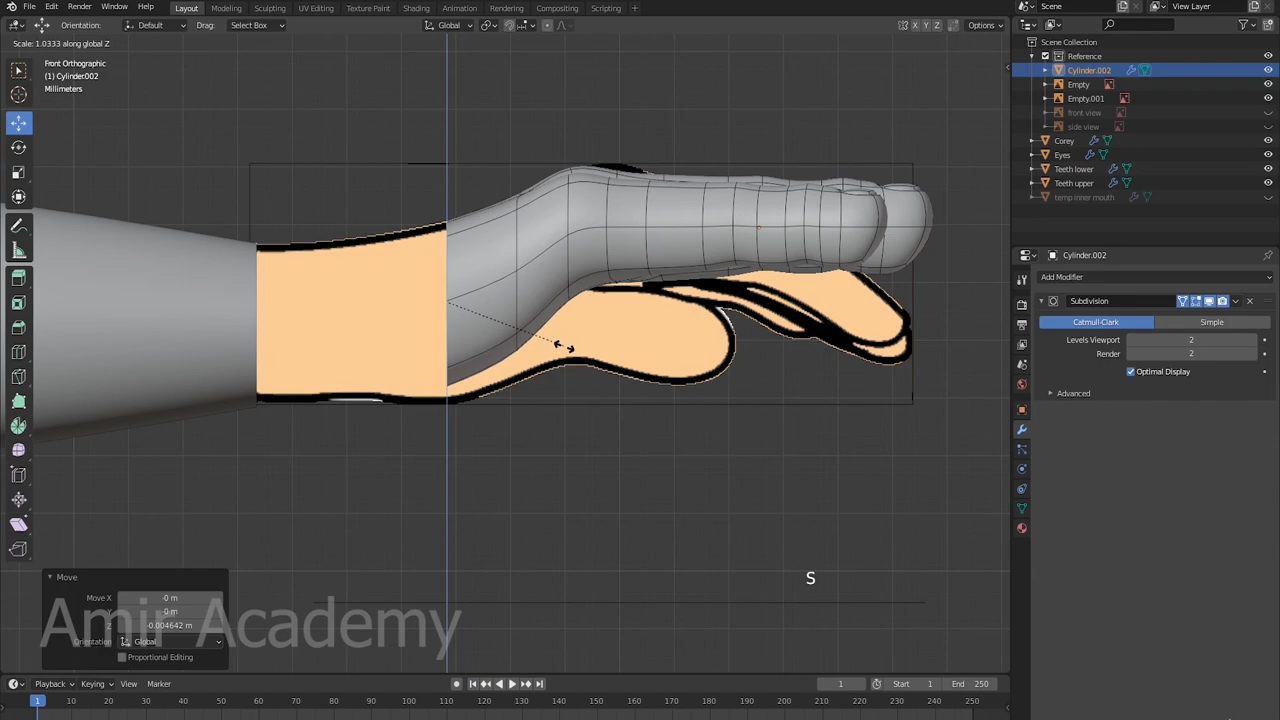 File Edit Render Window Help Layout Modeling Sculpting UV Editing Texture Paint Shading Animation Rendering Compositing Scripting + Scene View Layer
Orientation: Default Drag: Select Box Global X Y Z Options
Scale: 1.0333 along global Z
Front Orthographic
(1) Cylinder.002
Millimeters
Scene Collection
Reference
Cylinder.002
Empty
Empty.001
front view
side view
Corey
Eyes
Teeth lower
Teeth upper
temp inner mouth
Cylinder.002
Add Modifier
Subdivision
Catmull-Clark Simple
Levels Viewport 2
Render 2
Optimal Display
Advanced
S
Move
Move X -0 m
Y -0 m
Z -0.004642 m
Orientation Global
Proportional Editing
Amir Academy
Playback Keying View Marker 1 Start 1 End 250
1 10 20 30 40 50 60 70 80 90 100 110 120 130 140 150 160 170 180 190 200 210 220 230 240 250